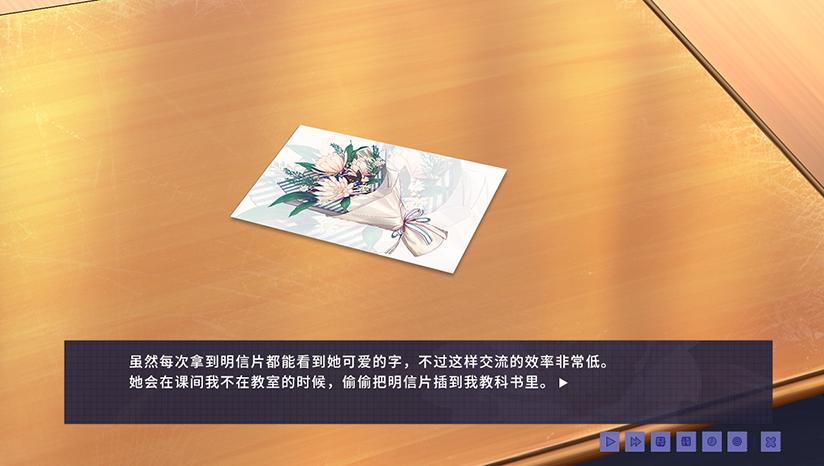 虽然每次拿到明信片都能看到她可爱的字，不过这样交流的效率非常低。
她会在课间我不在教室的时候，偷偷把明信片插到我教科书里。